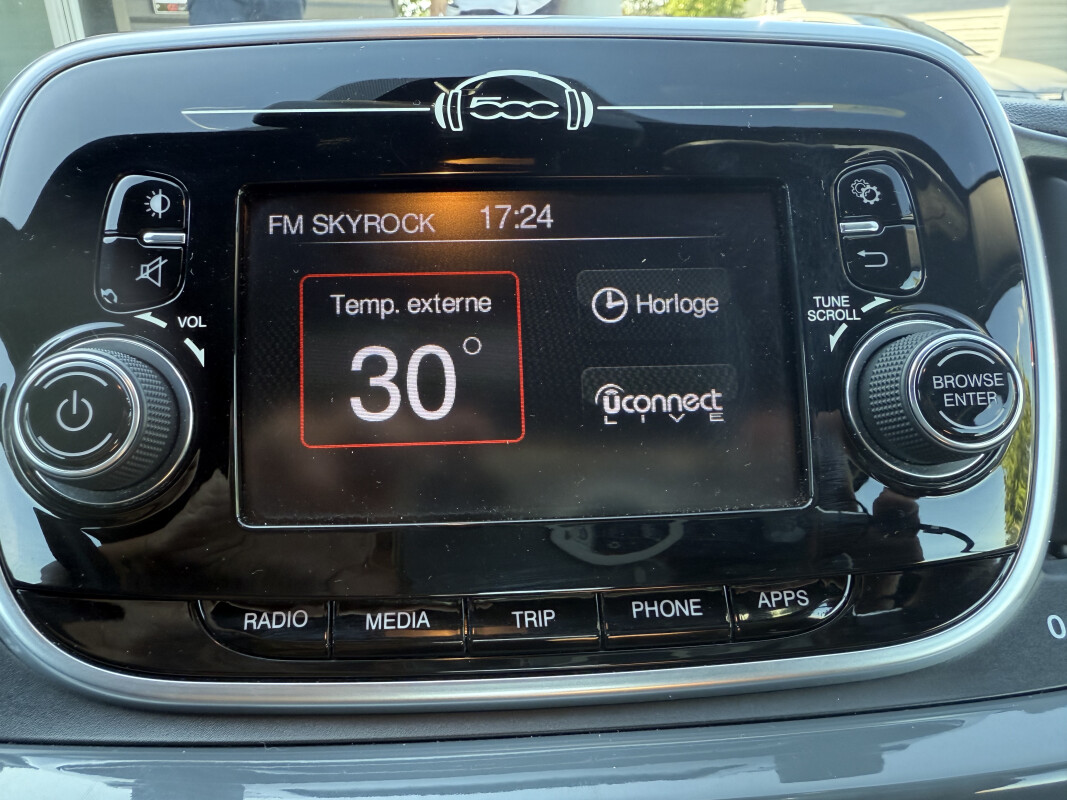 500
FM SKYROCK 17:24
Temp. externe
30°
Horloge
Uconnect
LIVE
VOL
TUNE
SCROLL
BROWSE
ENTER
RADIO
MEDIA
TRIP
PHONE
APPS
0